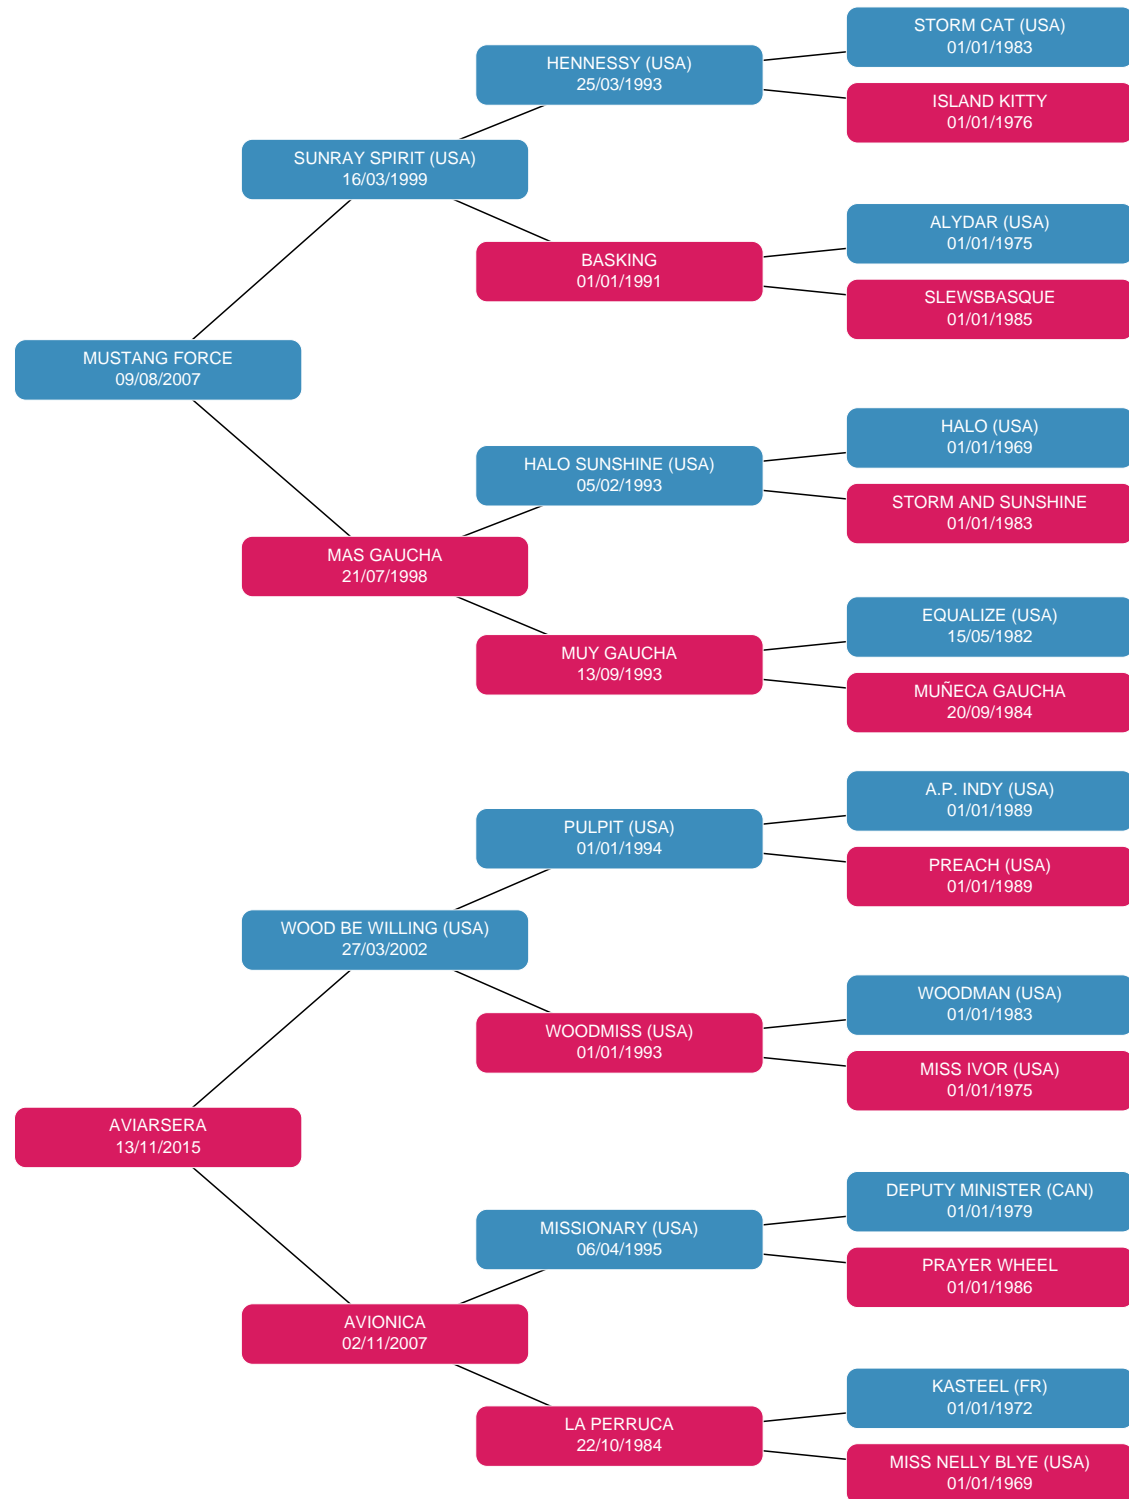 STORM CAT (USA)
01/01/1983
HENNESSY (USA)
25/03/1993
ISLAND KITTY
01/01/1976
SUNRAY SPIRIT (USA)
16/03/1999
ALYDAR (USA)
01/01/1975
BASKING
01/01/1991
SLEWSBASQUE
01/01/1985
MUSTANG FORCE
09/08/2007
HALO (USA)
01/01/1969
HALO SUNSHINE (USA)
05/02/1993
STORM AND SUNSHINE
01/01/1983
MAS GAUCHA
21/07/1998
EQUALIZE (USA)
15/05/1982
MUY GAUCHA
13/09/1993
MUÑECA GAUCHA
20/09/1984
A.P. INDY (USA)
01/01/1989
PULPIT (USA)
01/01/1994
PREACH (USA)
01/01/1989
WOOD BE WILLING (USA)
27/03/2002
WOODMAN (USA)
01/01/1983
WOODMISS (USA)
01/01/1993
MISS IVOR (USA)
01/01/1975
AVIARSERA
13/11/2015
DEPUTY MINISTER (CAN)
01/01/1979
MISSIONARY (USA)
06/04/1995
PRAYER WHEEL
01/01/1986
AVIONICA
02/11/2007
KASTEEL (FR)
01/01/1972
LA PERRUCA
22/10/1984
MISS NELLY BLYE (USA)
01/01/1969